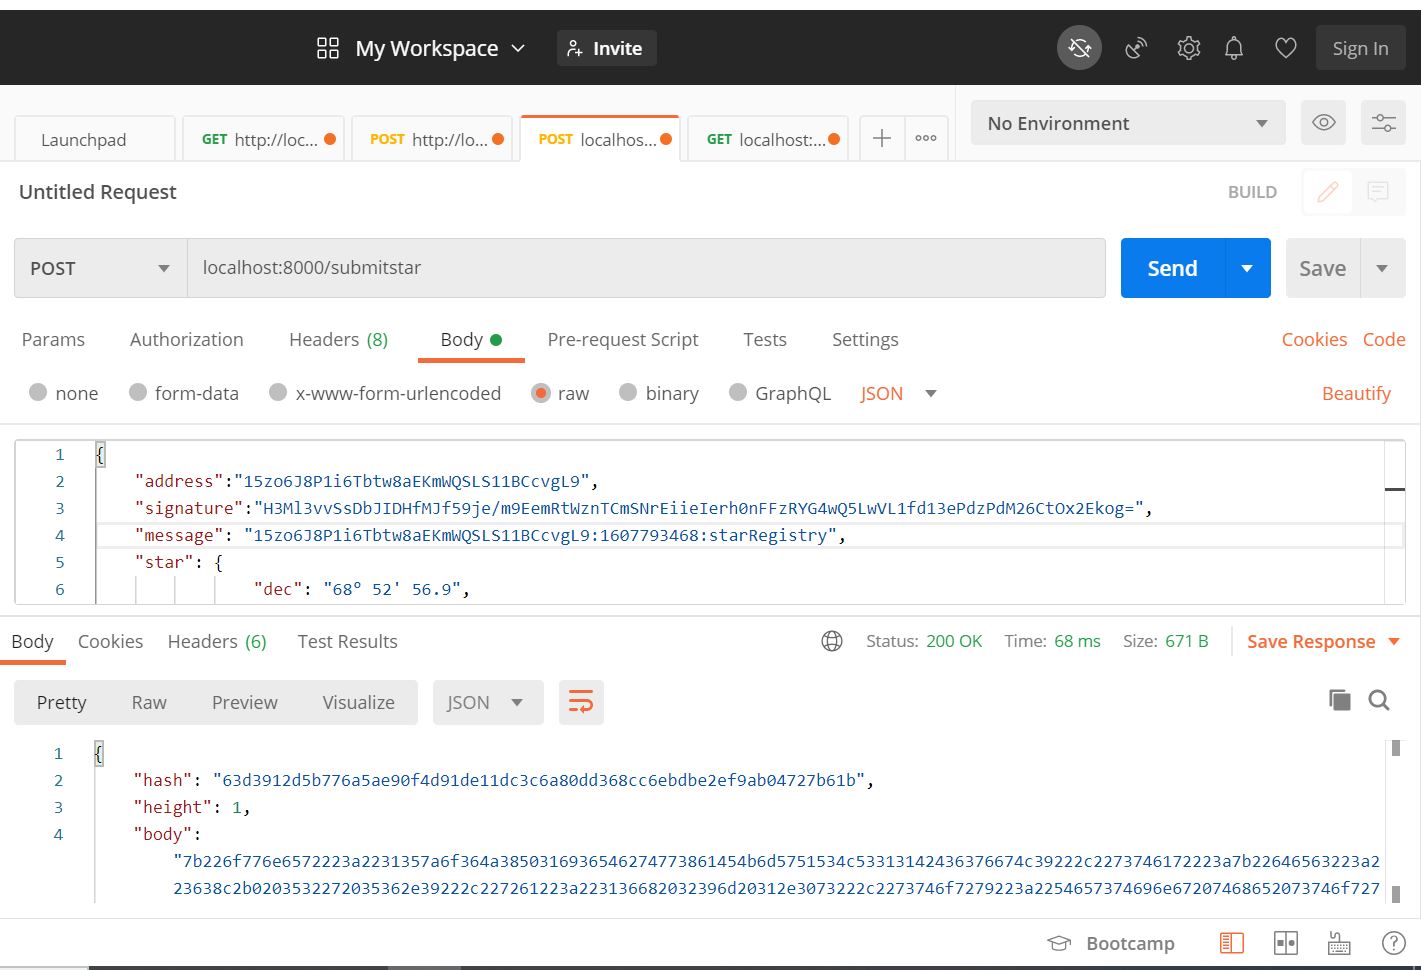 My Workspace
Invite
Sign In
Launchpad
GET http://loc...
POST http://lo...
POST localhos...
GET localhost:...
No Environment
Untitled Request
BUILD
POST
localhost:8000/submitstar
Send
Save
Params Authorization Headers (8) Body Pre-request Script Tests Settings Cookies Code
none form-data x-www-form-urlencoded raw binary GraphQL JSON Beautify
1 {
2 "address":"15zo6J8P1i6Tbtw8aEKmWQSLS11BCcvgL9",
3 "signature":"H3Ml3vvSsDbJIDHfMJf59je/m9EemRtWznTCmSNrEiieIerh0nFFzRYG4wQ5LwVL1fd13ePdzPdM26CtOx2Ekog=",
4 "message": "15zo6J8P1i6Tbtw8aEKmWQSLS11BCcvgL9:1607793468:starRegistry",
5 "star": {
6 "dec": "68° 52' 56.9",
Body Cookies Headers (6) Test Results Status: 200 OK Time: 68 ms Size: 671 B Save Response
Pretty Raw Preview Visualize JSON
1 {
2 "hash": "63d3912d5b776a5ae90f4d91de11dc3c6a80dd368cc6ebdbe2ef9ab04727b61b",
3 "height": 1,
4 "body":
"7b226f776e6572223a2231357a6f364a3850316936546274773861454b6d5751534c53313142436376674c39222c2273746172223a7b22646563223a2
23638c2b0203532272035362e39222c227261223a223136682032396d20312e3073222c2273746f7279223a2254657374696e67207468652073746f727
Bootcamp